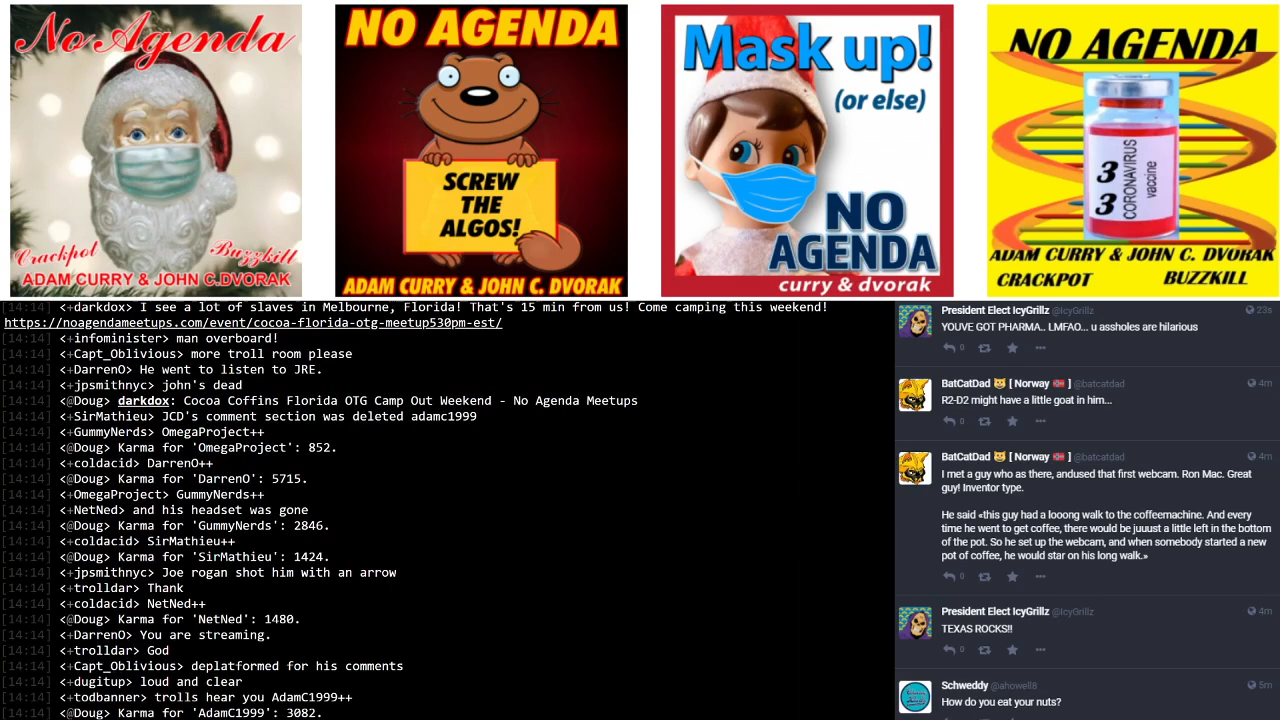 No Agenda
Crackpot
Buzzkill
ADAM CURRY & JOHN C.DVORAK
NO AGENDA
SCREW
THE
ALGOS!
ADAM CURRY & JOHN C. DVORAK
Mask up!
(or else)
NO
AGENDA
curry & dvorak
NO AGENDA
33
CORONAVIRUS
vaccine
ADAM CURRY & JOHN C. DVORAK
CRACKPOT
BUZZKILL
[14:14] <+darkdox> I see a lot of slaves in Melbourne, Florida! That's 15 min from us! Come camping this weekend!
https://noagendameetups.com/event/cocoa-florida-otg-meetup530pm-est/
[14:14] <+infominister> man overboard!
[14:14] <+Capt_Oblivious> more troll room please
[14:14] <+DarrenO> He went to listen to JRE.
[14:14] <+jpsmithnyc> john's dead
[14:14] <@Doug> darkdox: Cocoa Coffins Florida OTG Camp Out Weekend - No Agenda Meetups
[14:14] <+SirMathieu> JCD's comment section was deleted adamc1999
[14:14] <+GummyNerds> OmegaProject++
[14:14] <@Doug> Karma for 'OmegaProject': 852.
[14:14] <+coldacid> DarrenO++
[14:14] <@Doug> Karma for 'DarrenO': 5715.
[14:14] <+OmegaProject> GummyNerds++
[14:14] <+NetNed> and his headset was gone
[14:14] <@Doug> Karma for 'GummyNerds': 2846.
[14:14] <+coldacid> SirMathieu++
[14:14] <@Doug> Karma for 'SirMathieu': 1424.
[14:14] <+jpsmithnyc> Joe rogan shot him with an arrow
[14:14] <+trolldar> Thank
[14:14] <+coldacid> NetNed++
[14:14] <@Doug> Karma for 'NetNed': 1480.
[14:14] <+DarrenO> You are streaming.
[14:14] <+trolldar> God
[14:14] <+Capt_Oblivious> deplatformed for his comments
[14:14] <+dugitup> loud and clear
[14:14] <+todbanner> trolls hear you AdamC1999++
[14:14] <@Doug> Karma for 'AdamC1999': 3082.
President Elect IcyGrillz @IcyGrillz 23s
YOUVE GOT PHARMA.. LMFAO... u assholes are hilarious
0
BatCatDad [ Norway ] @batcatdad 4m
R2-D2 might have a little goat in him...
0
BatCatDad [ Norway ] @batcatdad 4m
I met a guy who as there, andused that first webcam. Ron Mac. Great
guy! Inventor type.
He said «this guy had a looong walk to the coffeemachine. And every
time he went to get coffee, there would be juuust a little left in the bottom
of the pot. So he set up the webcam, and when somebody started a new
pot of coffee, he would star on his long walk.»
0
President Elect IcyGrillz @IcyGrillz 4m
TEXAS ROCKS!!
0
Schweddy @ahowell8 5m
How do you eat your nuts?